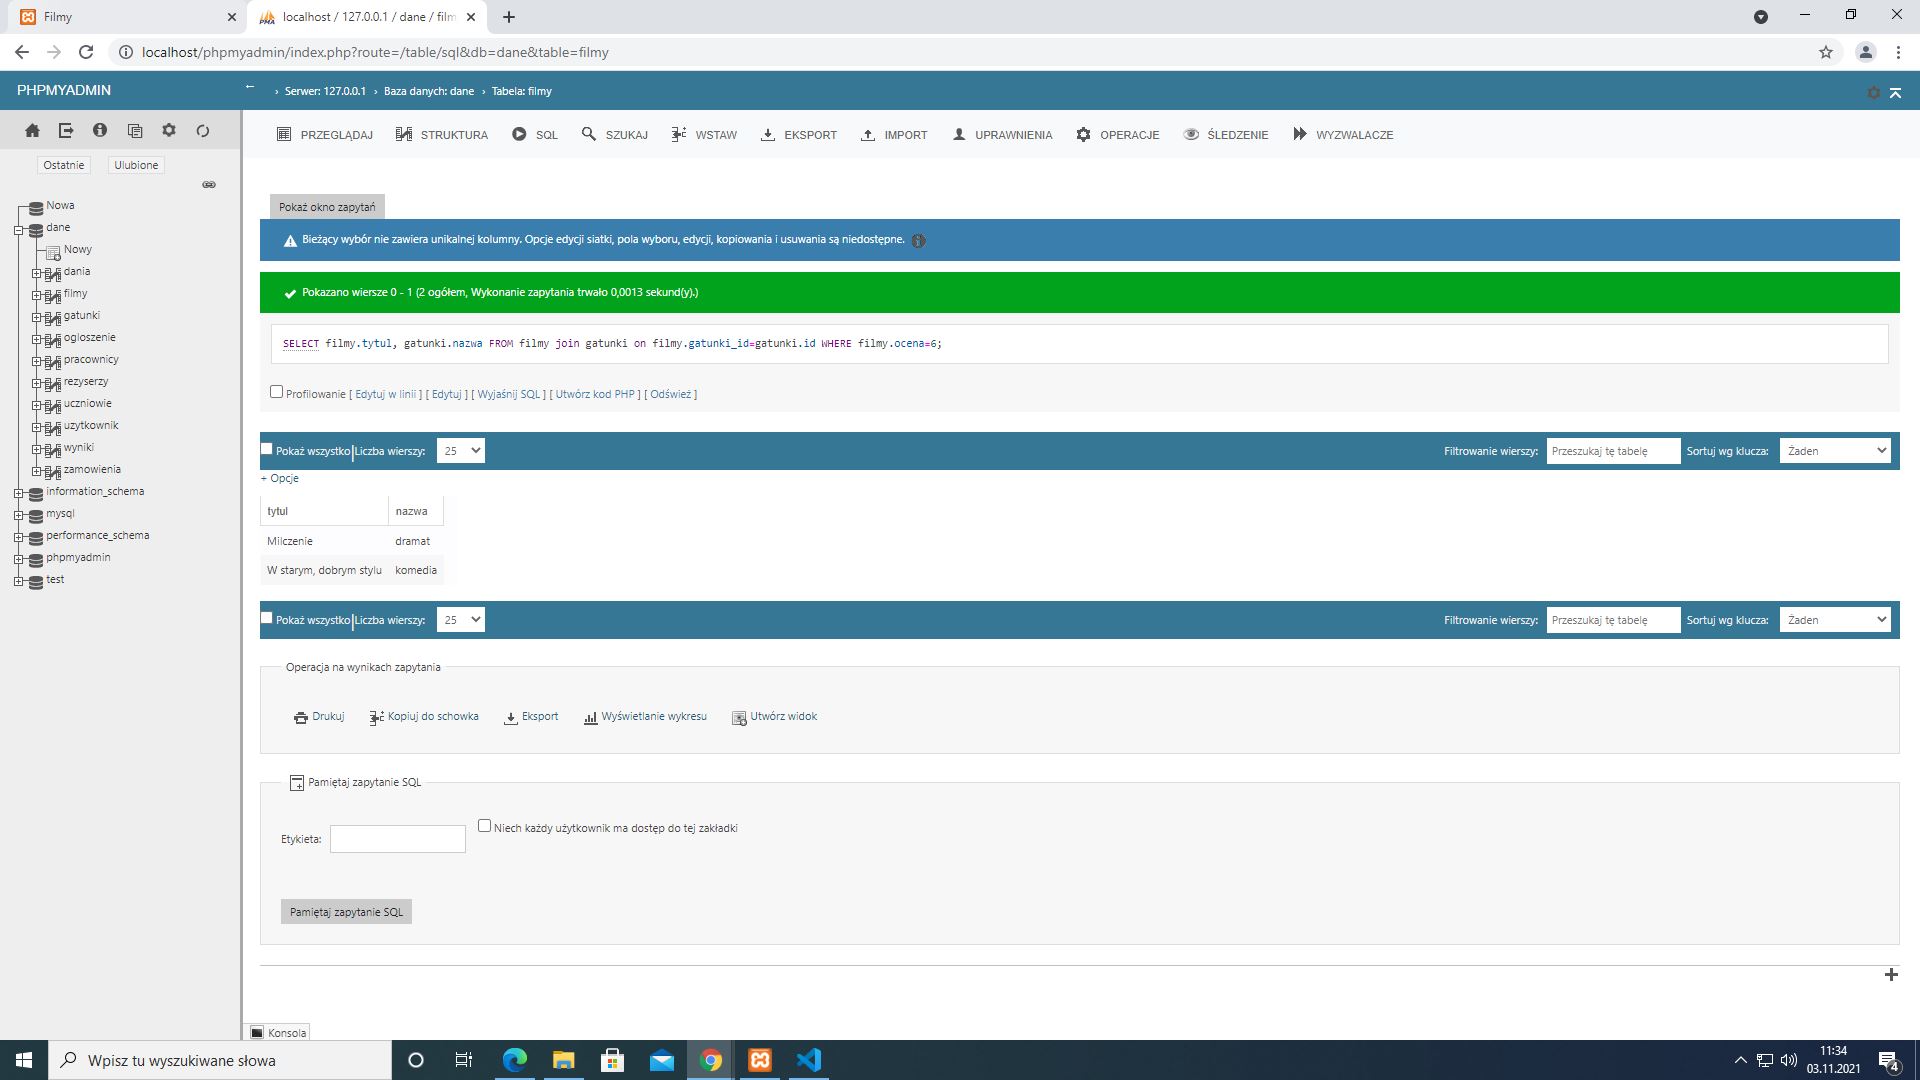 Filmy
localhost / 127.0.0.1 / dane / film
localhost/phpmyadmin/index.php?route=/table/sql&db=dane&table=filmy
PHPMYADMIN
Serwer: 127.0.0.1 › Baza danych: dane › Tabela: filmy
PRZEGLĄDAJ STRUKTURA SQL SZUKAJ WSTAW EKSPORT IMPORT UPRAWNIENIA OPERACJE ŚLEDZENIE WYZWALACZE
Ostatnie Ulubione
Nowa
dane
Nowy
dania
filmy
gatunki
ogloszenie
pracownicy
rezyserzy
uczniowie
uzytkownik
wyniki
zamowienia
information_schema
mysql
performance_schema
phpmyadmin
test
Pokaż okno zapytań
Bieżący wybór nie zawiera unikalnej kolumny. Opcje edycji siatki, pola wyboru, edycji, kopiowania i usuwania są niedostępne.
Pokazano wiersze 0 - 1 (2 ogółem, Wykonanie zapytania trwało 0,0013 sekund(y).)
SELECT filmy.tytul, gatunki.nazwa FROM filmy join gatunki on filmy.gatunki_id=gatunki.id WHERE filmy.ocena=6;
Profilowanie [ Edytuj w linii ] [ Edytuj ] [ Wyjaśnij SQL ] [ Utwórz kod PHP ] [ Odśwież ]
Pokaż wszystko Liczba wierszy: 25 Filtrowanie wierszy: Przeszukaj tę tabelę Sortuj wg klucza: Żaden
+ Opcje
tytul nazwa
Milczenie dramat
W starym, dobrym stylu komedia
Pokaż wszystko Liczba wierszy: 25 Filtrowanie wierszy: Przeszukaj tę tabelę Sortuj wg klucza: Żaden
Operacja na wynikach zapytania
Drukuj Kopiuj do schowka Eksport Wyświetlanie wykresu Utwórz widok
Pamiętaj zapytanie SQL
Etykieta: Niech każdy użytkownik ma dostęp do tej zakładki
Pamiętaj zapytanie SQL
Konsola
Wpisz tu wyszukiwane słowa
11:34
03.11.2021
4